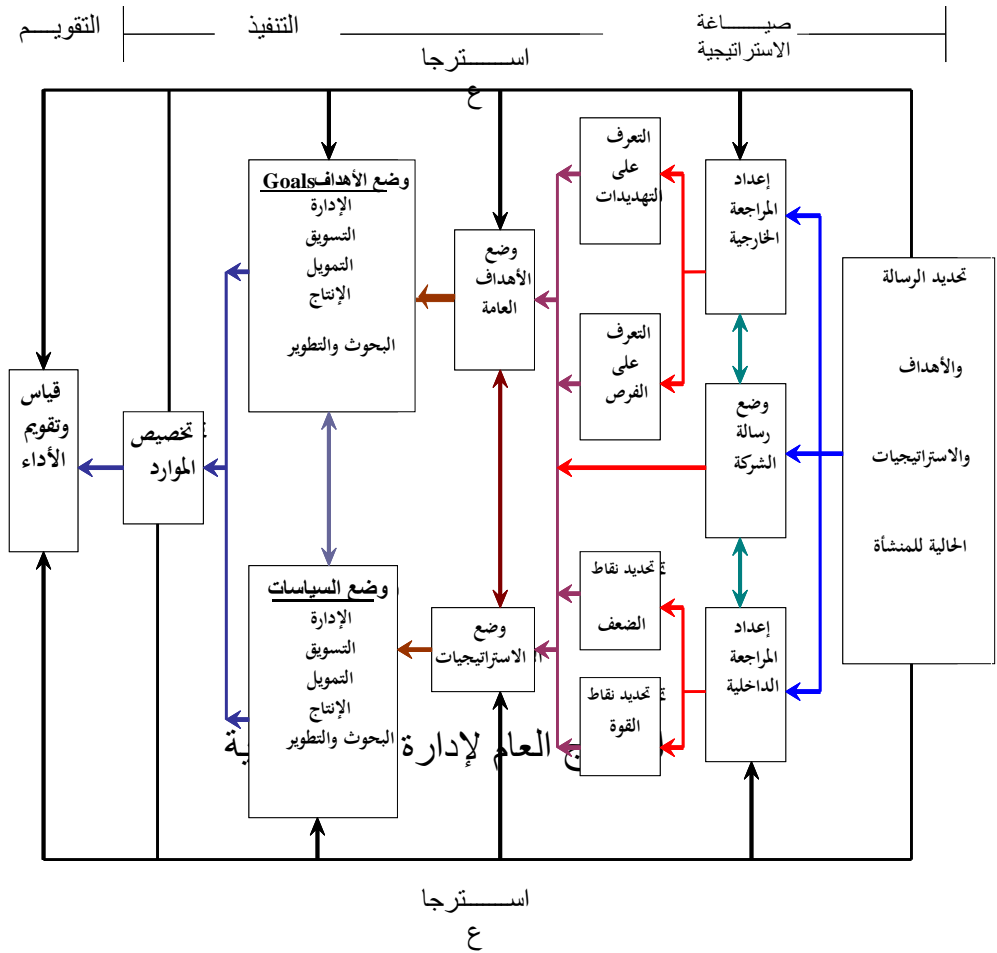 صياغة
الاستراتيجية
التنفيذ
التقويم
استرجا
ع
تحديد الرسالة
والأهداف
والاستراتيجيات
الحالية للمنشأة
إعداد
المراجعة
الخارجية
وضع
رسالة
الشركة
إعداد
المراجعة
الداخلية
التعرف
على
التهديدات
التعرف
على
الفرص
تحديد نقاط
الضعف
تحديد نقاط
القوة
وضع
الأهداف
العامة
وضع
الاستراتيجيات
وضع الأهداف Goals
الإدارة
التسويق
التمويل
الإنتاج
البحوث والتطوير
وضع السياسات
الإدارة
التسويق
التمويل
الإنتاج
البحوث والتطوير
تخصيص
الموارد
قياس
وتقويم
الأداء
ج العام لإدارة
ية
استرجا
ع